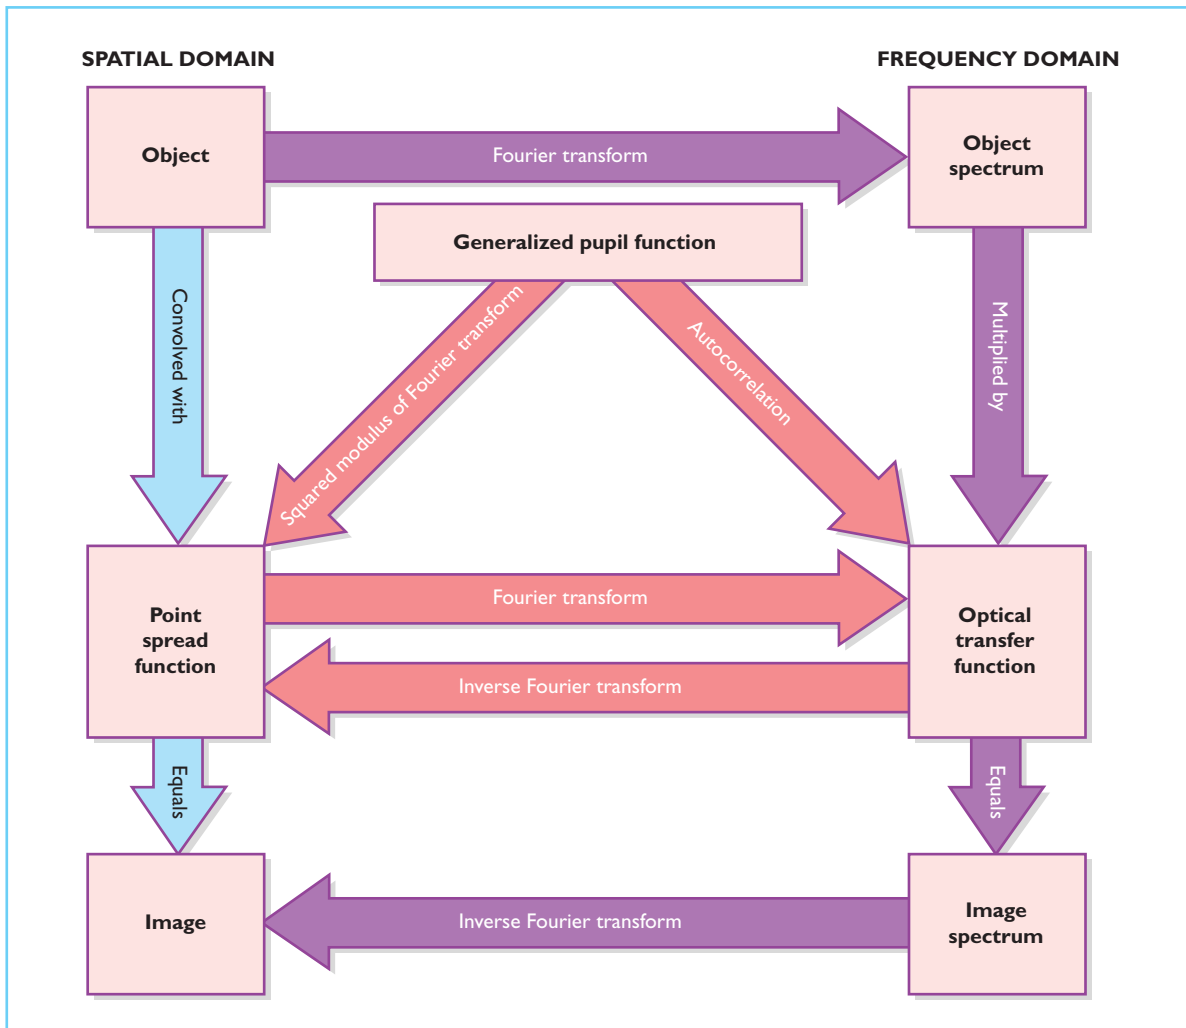 SPATIAL DOMAIN
FREQUENCY DOMAIN
Object
Fourier transform
Object
spectrum
Generalized pupil function
Convolved with
Squared modulus of Fourier transform
Autocorrelation
Multiplied by
Point
spread
function
Fourier transform
Inverse Fourier transform
Optical
transfer
function
Equals
Equals
Image
Inverse Fourier transform
Image
spectrum